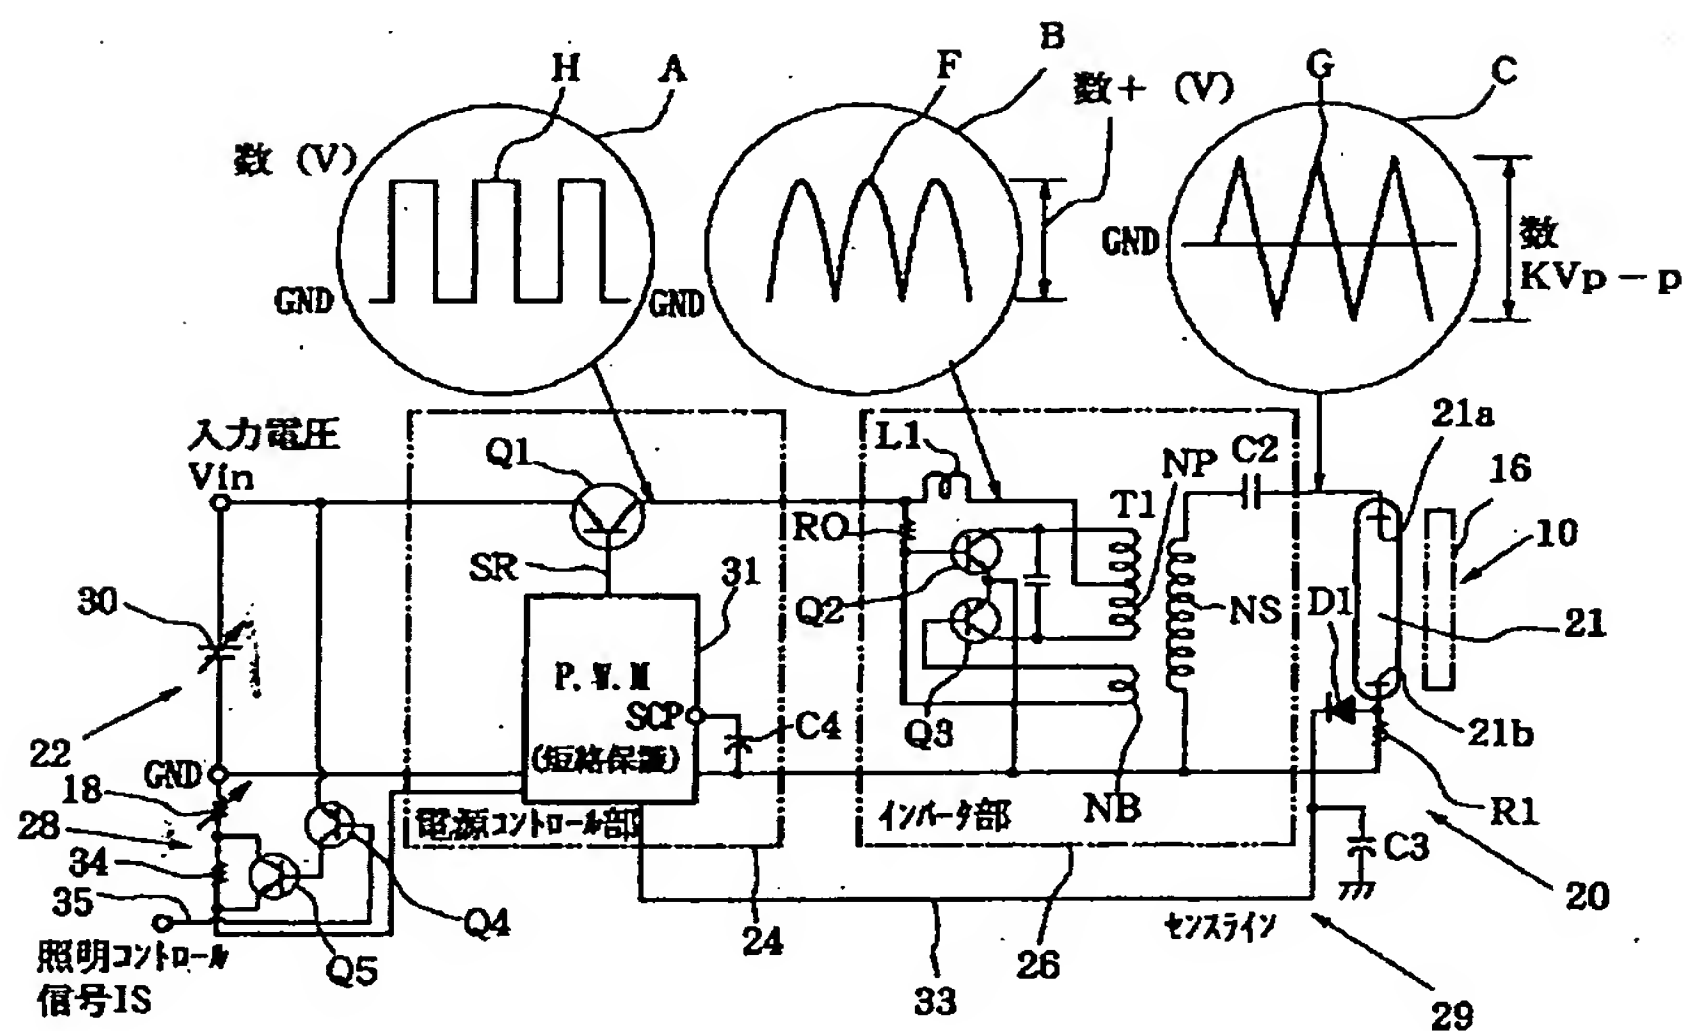 H
A
F
B
数+ (V)
G
C
数 (V)
GND
GND
GND
数
KVp-p
入力電圧
Vin
Q1
L1
NP
C2
21a
16
T1
10
RO
SR
31
30
Q2
NS
D1
21
P.W.M
SCP
(短絡保護)
C4
Q3
21b
22
GND
18
28
電源コントロール部
インバータ部
NB
R1
34
C3
35
Q4
24
センスライン
20
照明コントロール
信号IS
Q5
26
33
29